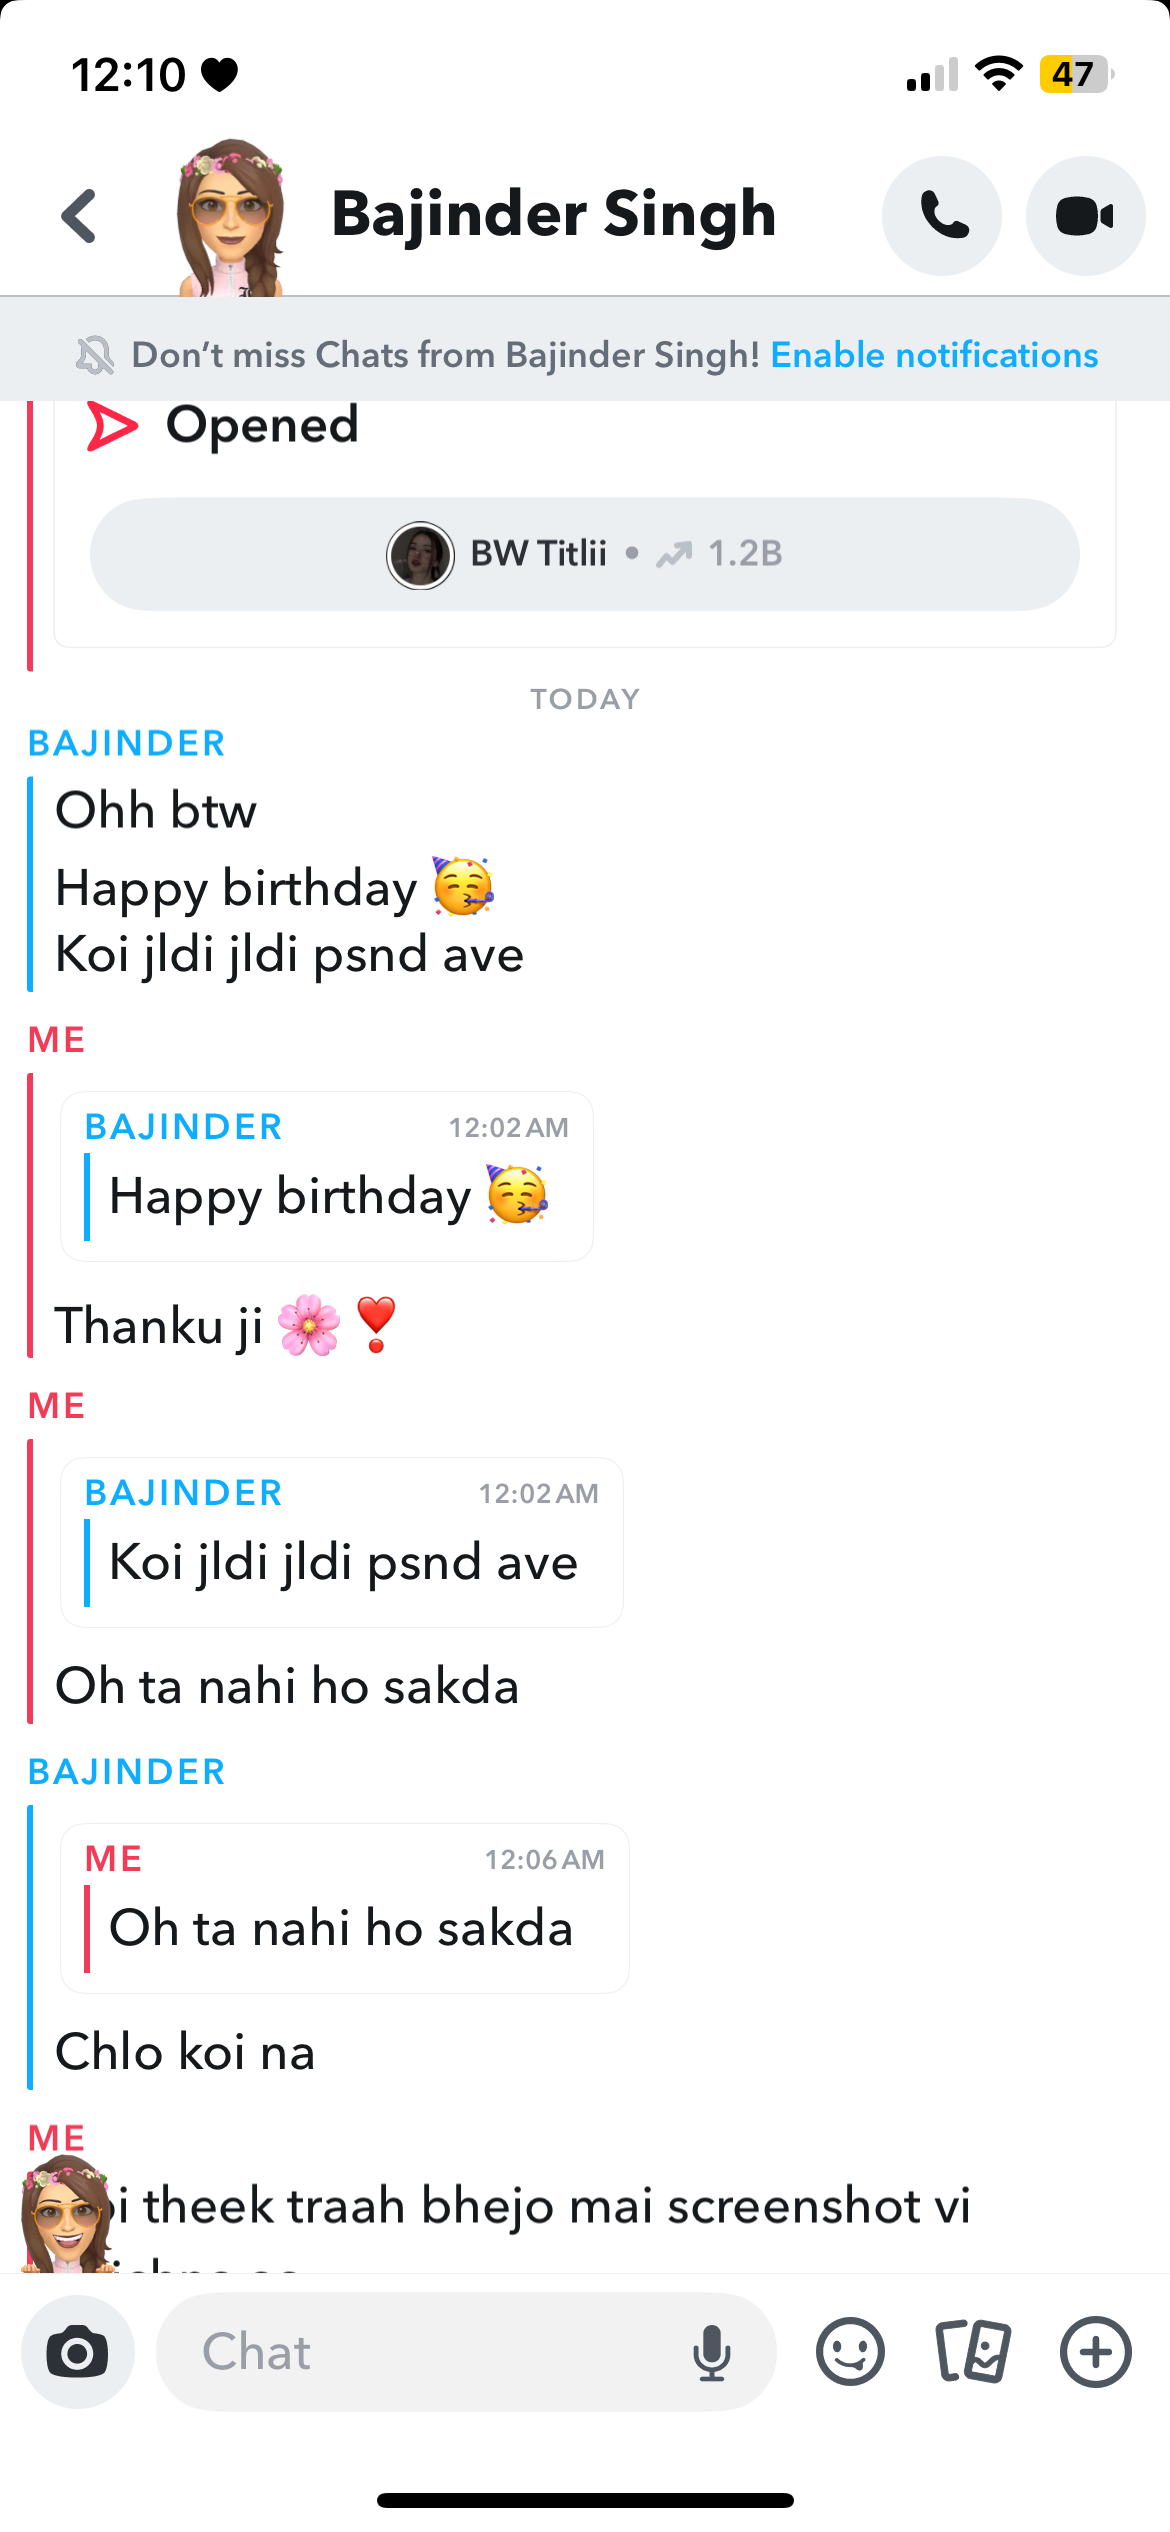 12:10
47
Bajinder Singh
Don't miss Chats from Bajinder Singh! Enable notifications
Opened
BW Titlii • 1.2B
TODAY
BAJINDER
Ohh btw
Happy birthday 🥳
Koi jldi jldi psnd ave
ME
BAJINDER 12:02 AM
Happy birthday 🥳
Thanku ji 🌸❣️
ME
BAJINDER 12:02 AM
Koi jldi jldi psnd ave
Oh ta nahi ho sakda
BAJINDER
ME 12:06 AM
Oh ta nahi ho sakda
Chlo koi na
ME
theek traah bhejo mai screenshot vi
Chat